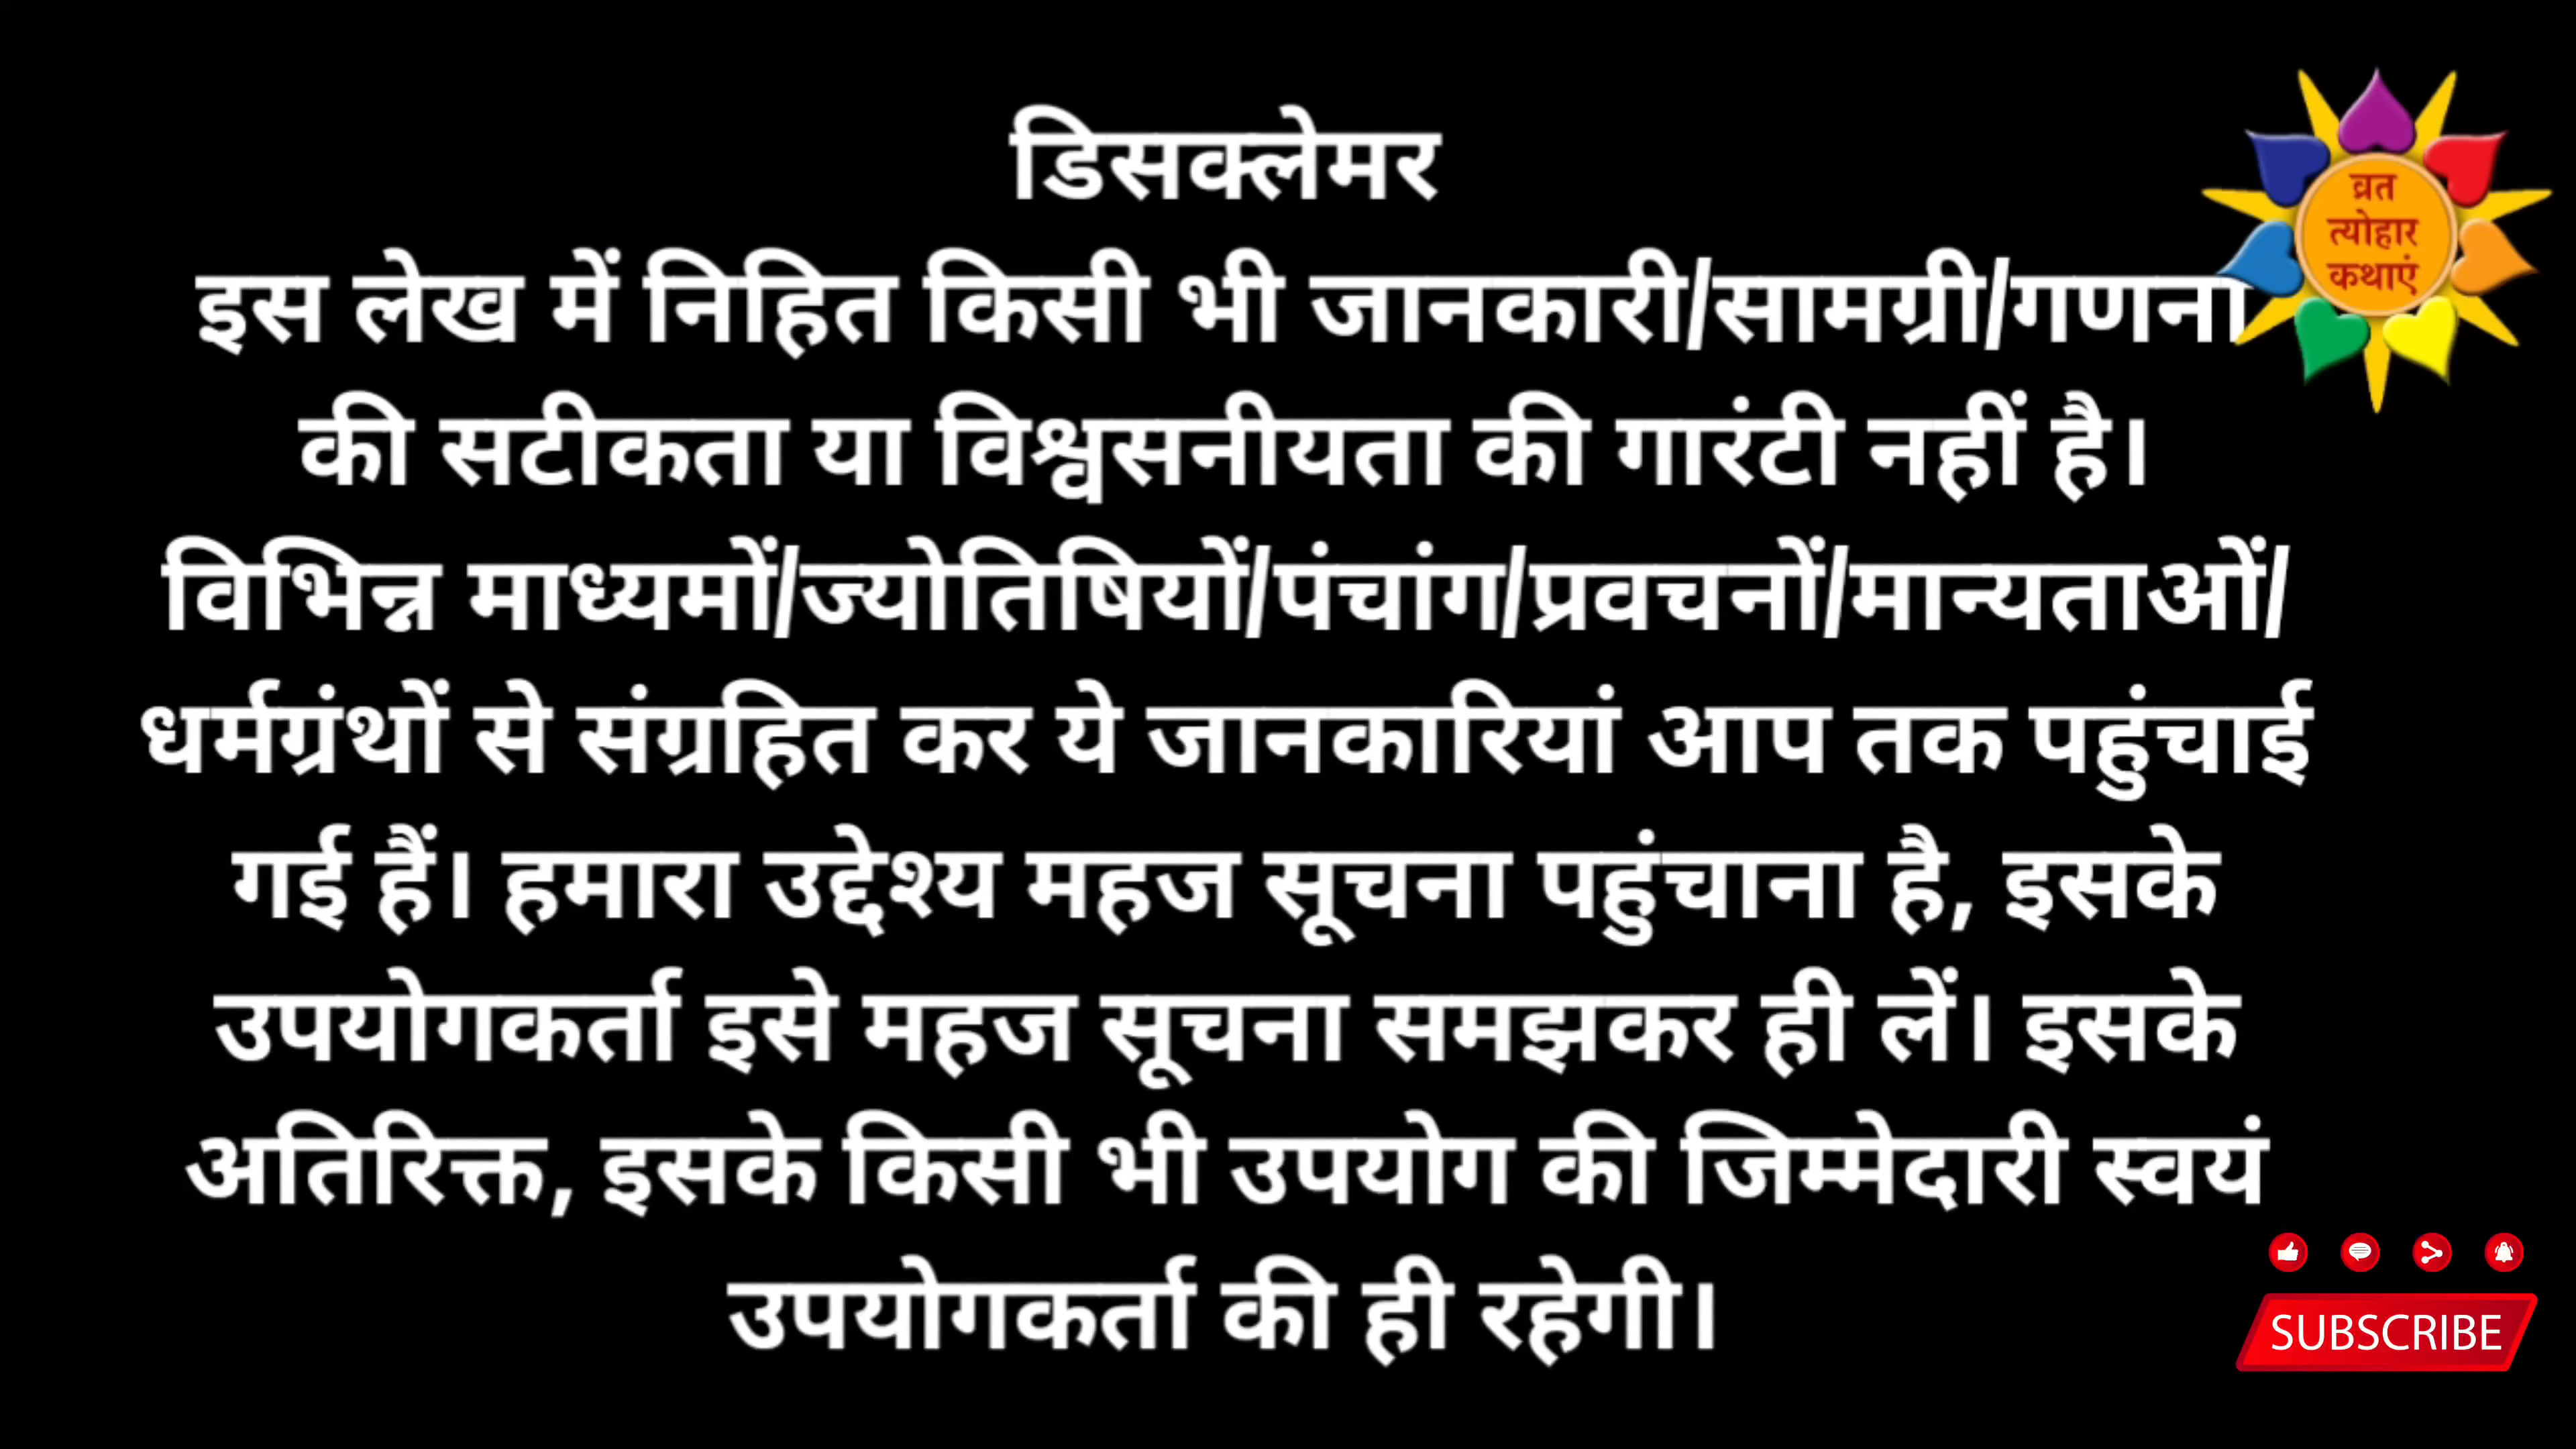 डिसक्लेमर
इस लेख में निहित किसी भी जानकारी/सामग्री/गणना
की सटीकता या विश्वसनीयता की गारंटी नहीं है।
विभिन्न माध्यमों/ज्योतिषियों/पंचांग/प्रवचनों/मान्यताओं/
धर्मग्रंथों से संग्रहित कर ये जानकारियां आप तक पहुंचाई
गई हैं। हमारा उद्देश्य महज सूचना पहुंचाना है, इसके
उपयोगकर्ता इसे महज सूचना समझकर ही लें। इसके
अतिरिक्त, इसके किसी भी उपयोग की जिम्मेदारी स्वयं
उपयोगकर्ता की ही रहेगी।
व्रत
त्योहार
कथाएं
SUBSCRIBE